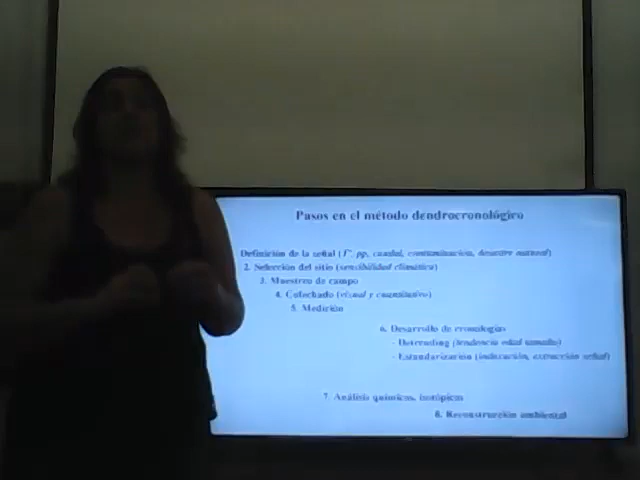 Pasos en el método dendrocronológico
Definición de la señal (Tº, pp, caudal, contaminación, desastre natural)
2. Selección del sitio (sensibilidad climática)
3. Muestreo de campo
4. Cofechado (visual y cuantitativo)
5. Medición
6. Desarrollo de cronologías
- Detrending (tendencia edad tamaño)
- Estandarización (indexación, extracción señal)
7. Análisis químicos, isotópicos
8. Reconstrucción ambiental